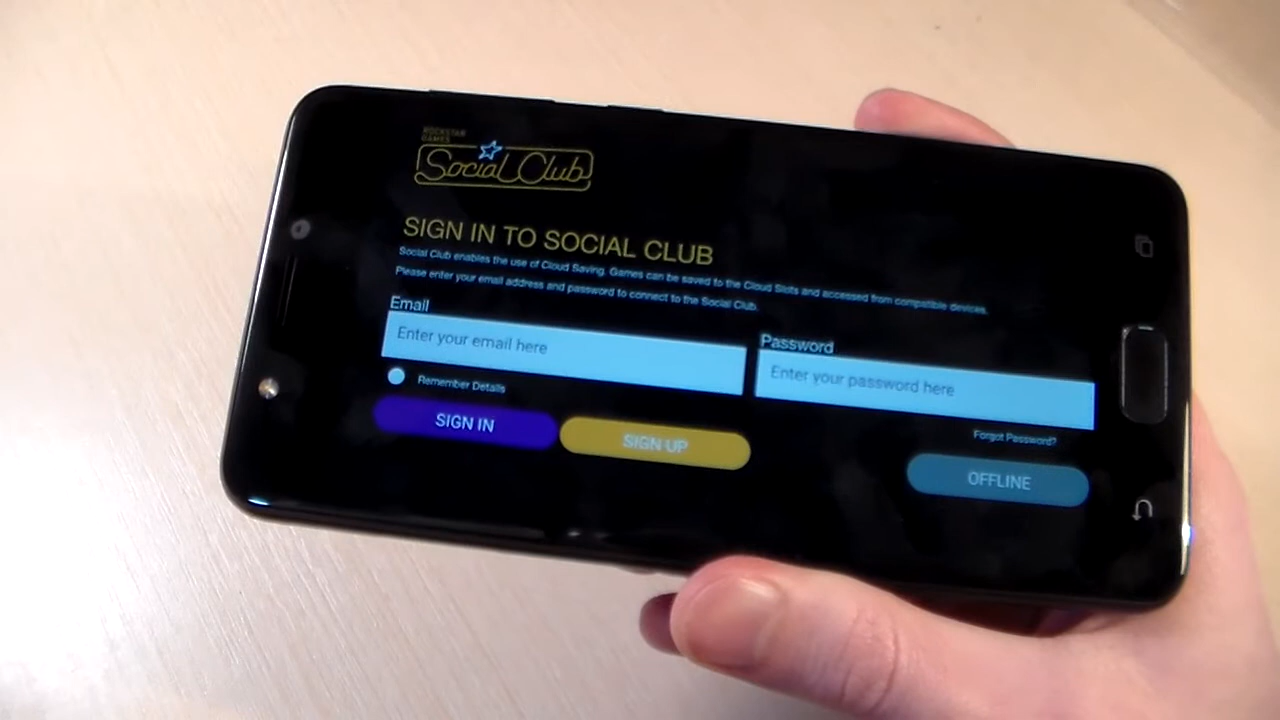 ROCKSTAR
GAMES
Social Club
SIGN IN TO SOCIAL CLUB
Social Club enables the use of Cloud Saving. Games can be saved to the Cloud Slots and accessed from compatible devices.
Please enter your email address and password to connect to the Social Club.
Email
Password
Enter your email here
Enter your password here
Remember Details
Forgot Password?
SIGN IN
SIGN UP
OFFLINE